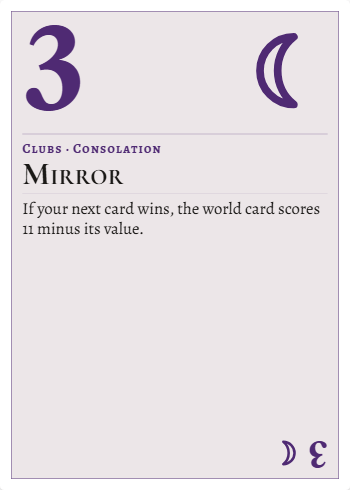 3
Clubs · Consolation
Mirror
If your next card wins, the world card scores
11 minus its value.
3